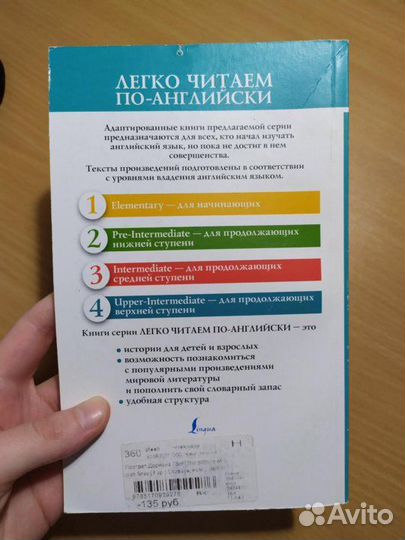 ЛЕГКО ЧИТАЕМ
ПО-АНГЛИЙСКИ
Адаптированные книги предлагаемой серии
предназначаются для всех, кто начал изучать
английский язык, но пока не достиг в нем
совершенства.
Тексты произведений подготовлены в соответствии
с уровнями владения английским языком.
1 Elementary — для начинающих
2 Pre-Intermediate — для продолжающих
нижней ступени
3 Intermediate — для продолжающих
средней ступени
4 Upper-Intermediate — для продолжающих
верхней ступени
Книги серии ЛЕГКО ЧИТАЕМ ПО-АНГЛИЙСКИ — это
• истории для детей и взрослых
• возможность познакомиться
с популярными произведениями
мировой литературы
и пополнить свой словарный запас
• удобная структура
Lingua
360
135 руб
Avito